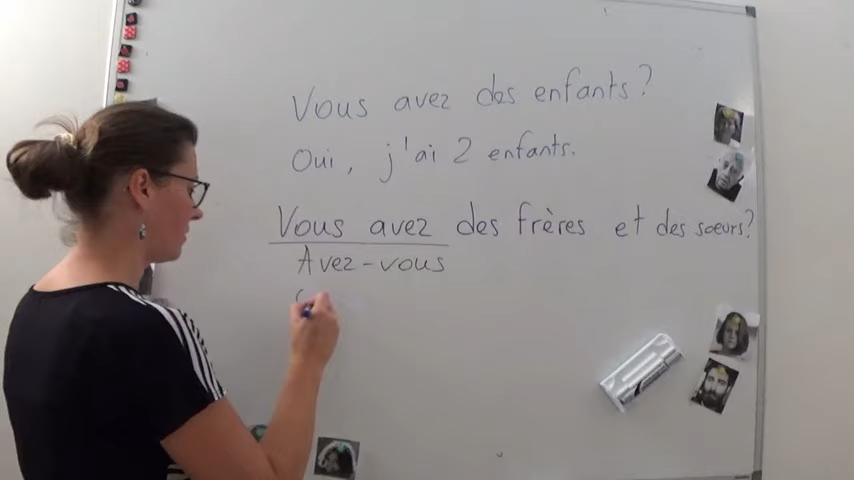 Vous avez des enfants?
Oui, j'ai 2 enfants.
Vous avez des frères et des soeurs?
Avez-vous